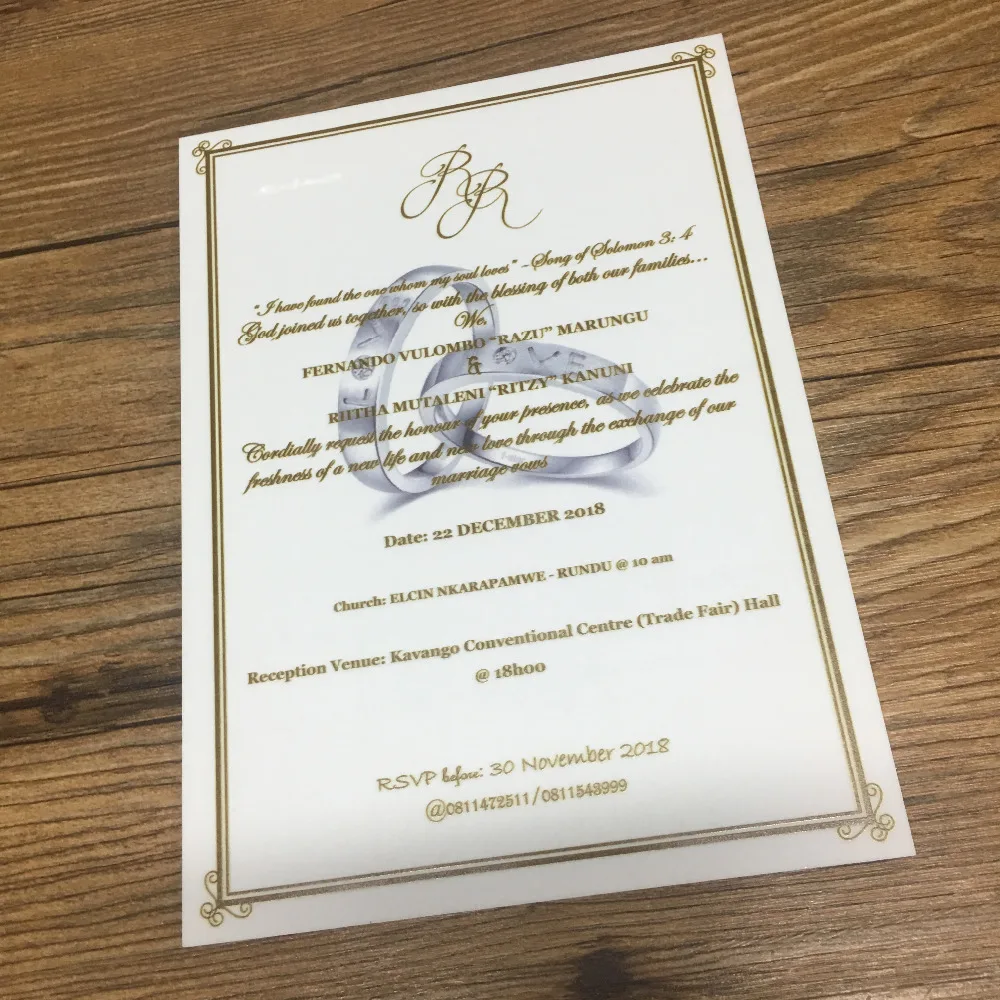 RR
"I have found the one whom my soul loves" -Song of Solomon 3: 4
God joined us together, so with the blessing of both our families...
We,
FERNANDO VULOMBO "RAZU" MARUNGU
&
RIITHA MUTALENI "RITZY" KANUNI
Cordially request the honour of your presence, as we celebrate the
freshness of a new life and new love through the exchange of our
marriage vows
LOVE
LOVE
Date: 22 DECEMBER 2018
Church: ELCIN NKARAPAMWE - RUNDU @ 10 am
Reception Venue: Kavango Conventional Centre (Trade Fair) Hall
@ 18h00
RSVP before: 30 November 2018
@0811472511/0811543999